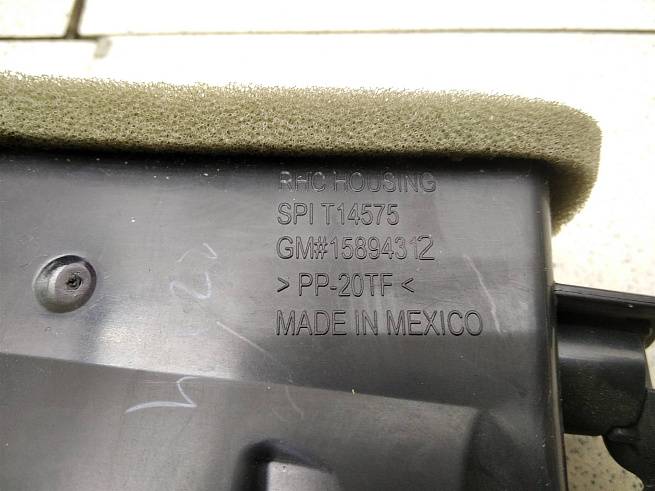 RHC HOUSING
SPI T14575
GM#15894312
> PP-20TF <
MADE IN MEXICO